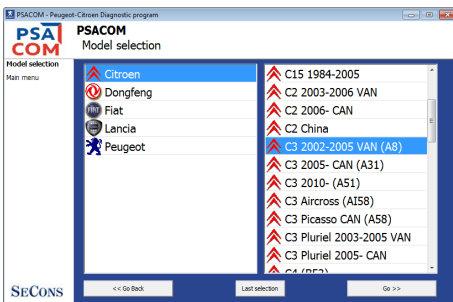 PSACOM - Peugeot-Citroen Diagnostic program
PSA
COM
PSACOM
Model selection
Model selection
Main menu
Citroen
Dongfeng
Fiat
Lancia
Peugeot
C15 1984-2005
C2 2003-2006 VAN
C2 2006- CAN
C2 China
C3 2002-2005 VAN (A8)
C3 2005- CAN (A31)
C3 2010- (A51)
C3 Aircross (AI58)
C3 Picasso CAN (A58)
C3 Pluriel 2003-2005 VAN
C3 Pluriel 2005- CAN
SECONS
<< Go Back
Last selection
Go >>